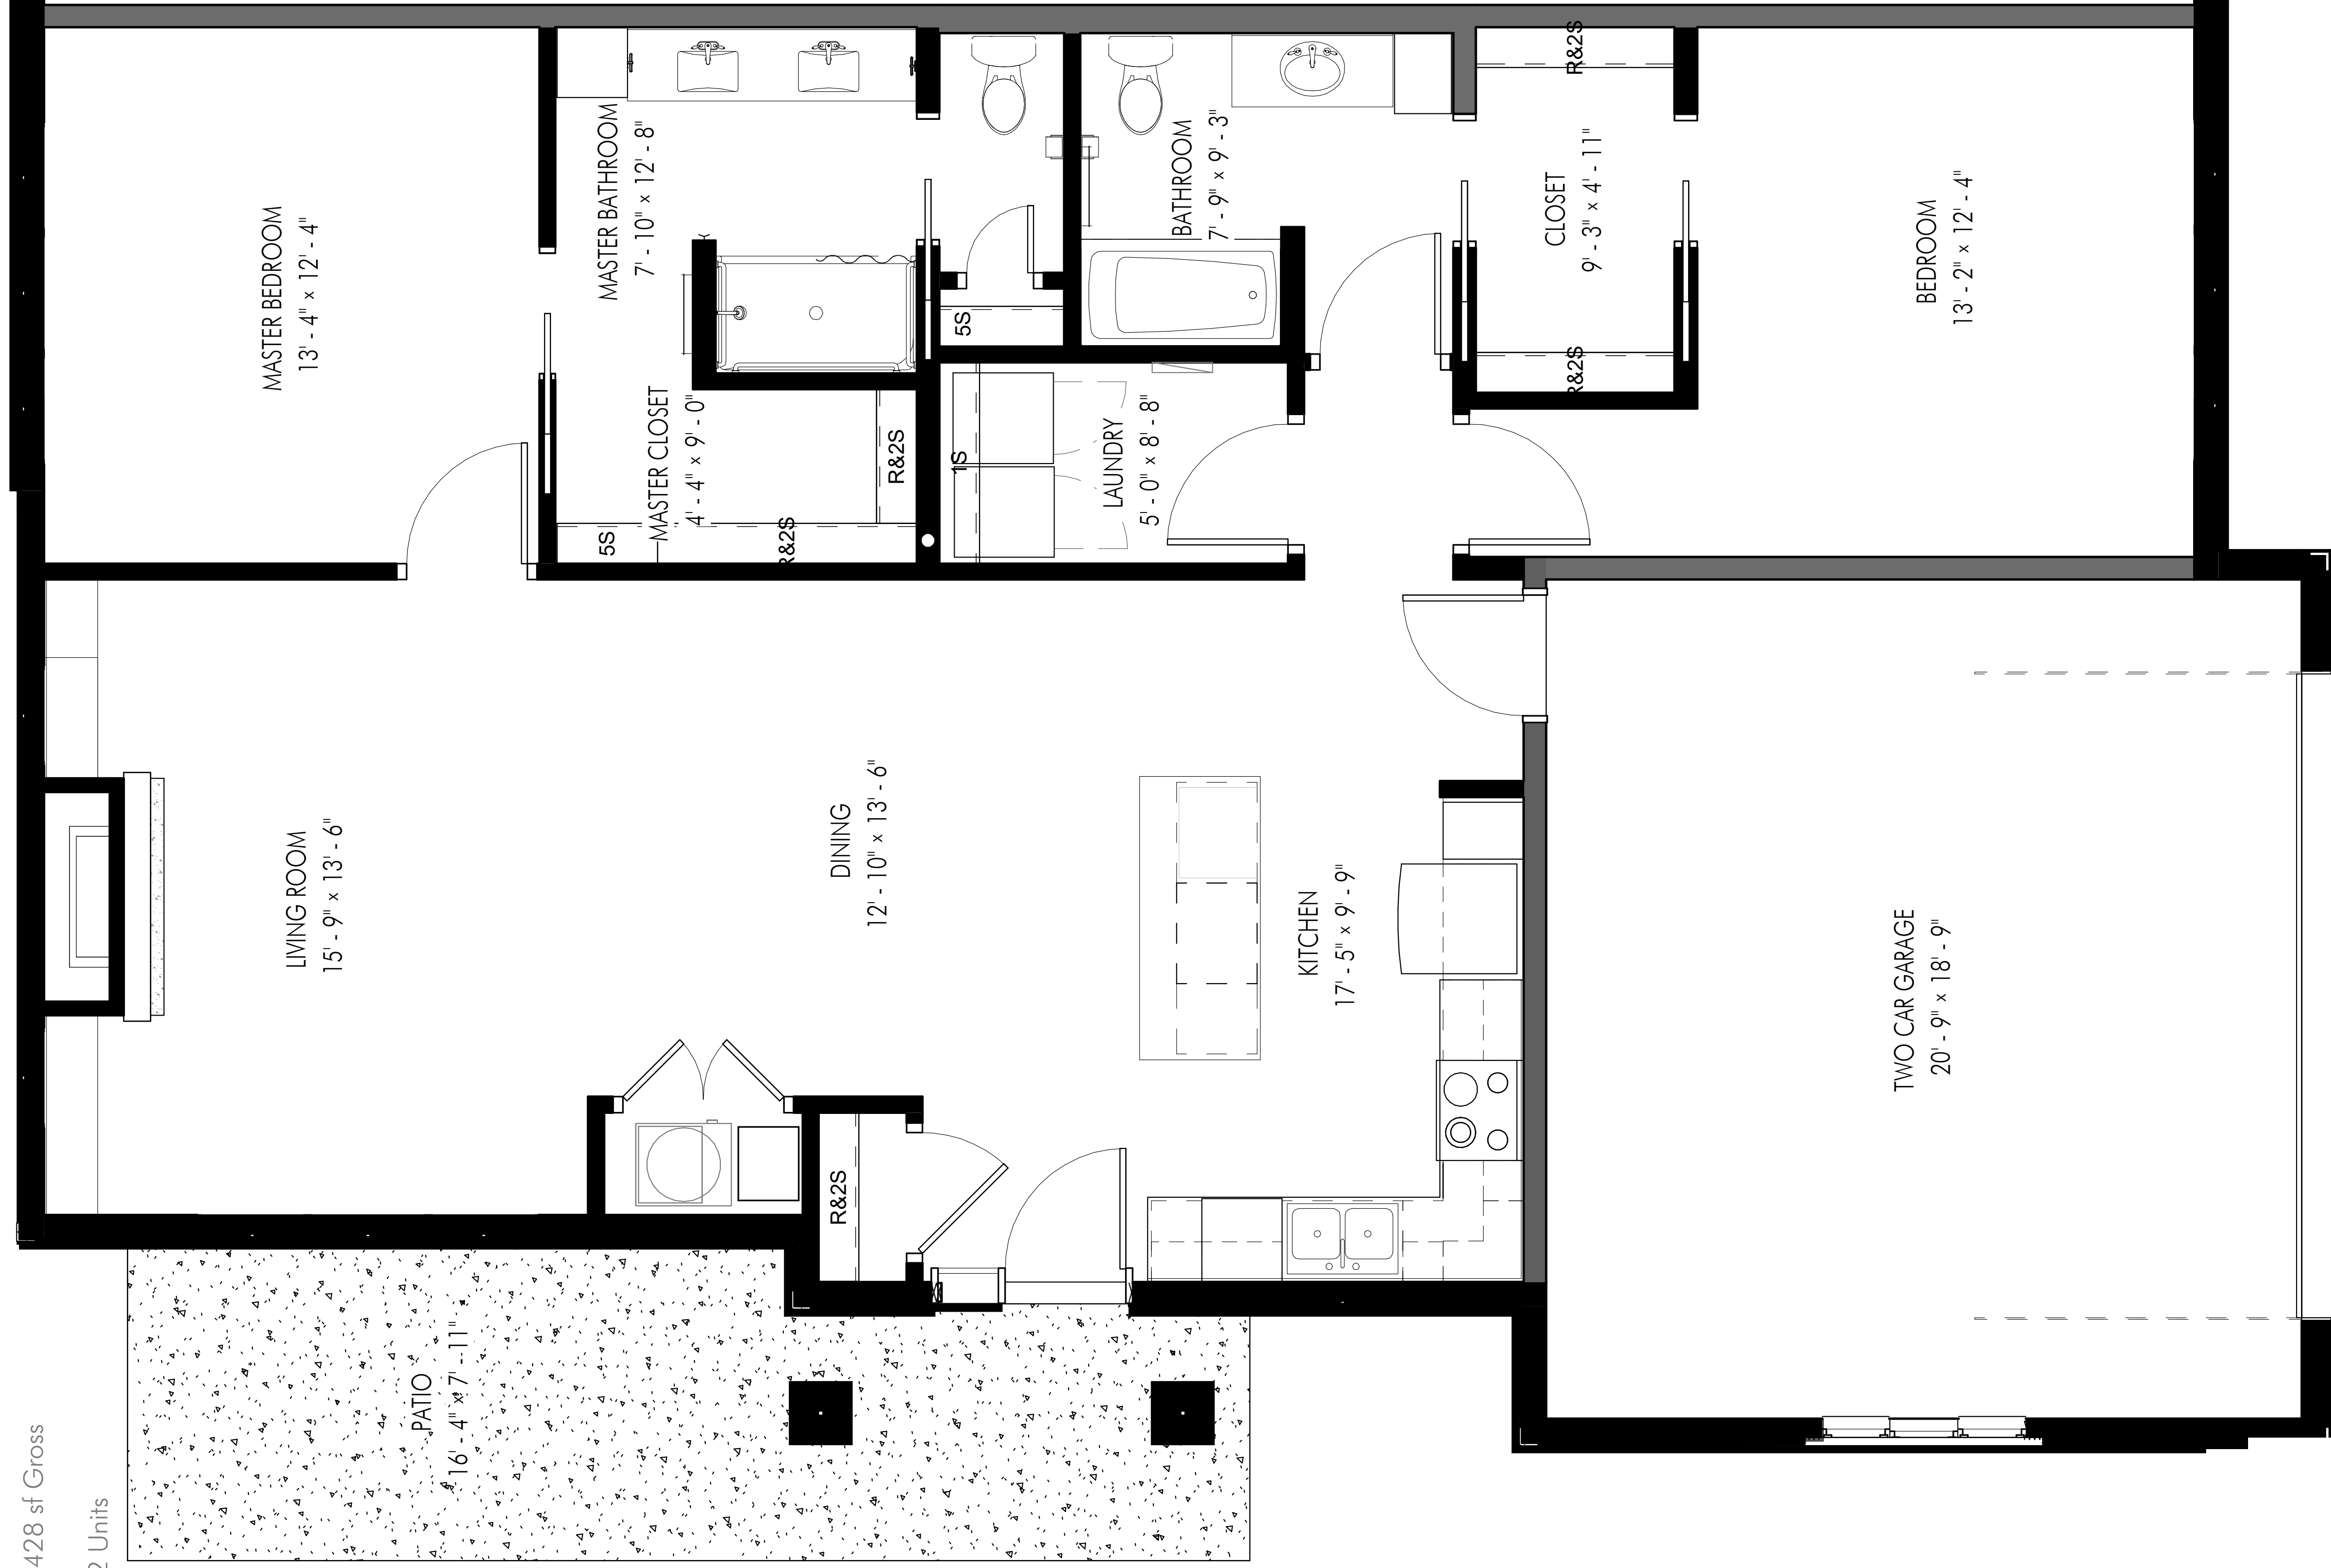 MASTER BEDROOM
13' - 4" x 12' - 4"
MASTER BATHROOM
7' - 10" x 12' - 8"
MASTER CLOSET
4' - 4" x 9' - 0"
5S
R&2S
R&2S
5S
1S
LAUNDRY
5' - 0" x 8' - 8"
BATHROOM
7' - 9" x 9' - 3"
R&2S
CLOSET
9' - 3" x 4' - 11"
R&2S
BEDROOM
13' - 2" x 12' - 4"
LIVING ROOM
15' - 9" x 13' - 6"
DINING
12' - 10" x 13' - 6"
KITCHEN
17' - 5" x 9' - 9"
R&2S
TWO CAR GARAGE
20' - 9" x 18' - 9"
PATIO
16' - 4" x 7' -11"
428 sf Gross
2 Units